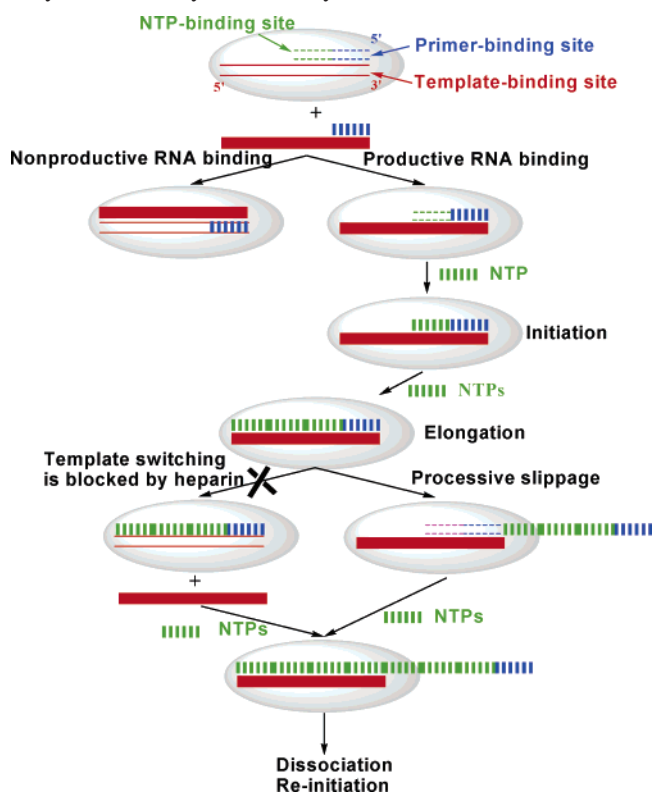 NTP-binding site
5'
Primer-binding site
Template-binding site
5'
3'
+
Nonproductive RNA binding
Productive RNA binding
NTP
Initiation
NTPs
Elongation
Template switching
is blocked by heparin
Processive slippage
+
NTPs
NTPs
Dissociation
Re-initiation